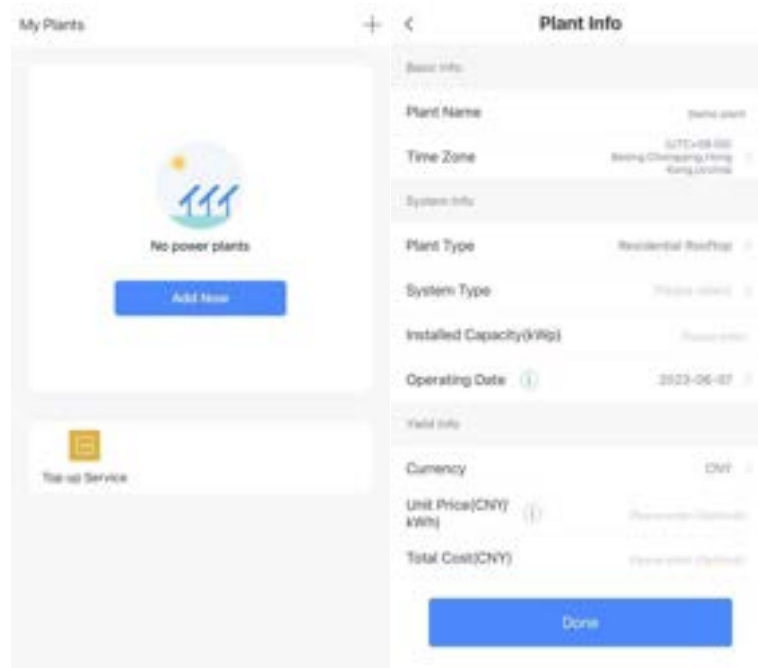 My Plants
No power plants
Add Now
Top up Service
Plant Info
Basic Info
Plant Name
Time Zone
System Info
Plant Type
Residential Rooftop
System Type
Please select
Installed Capacity(kWp)
Operating Date
2023-06-07
Yield Info
Currency
CNY
Unit Price(CNY/
kWh)
Total Cost(CNY)
Done